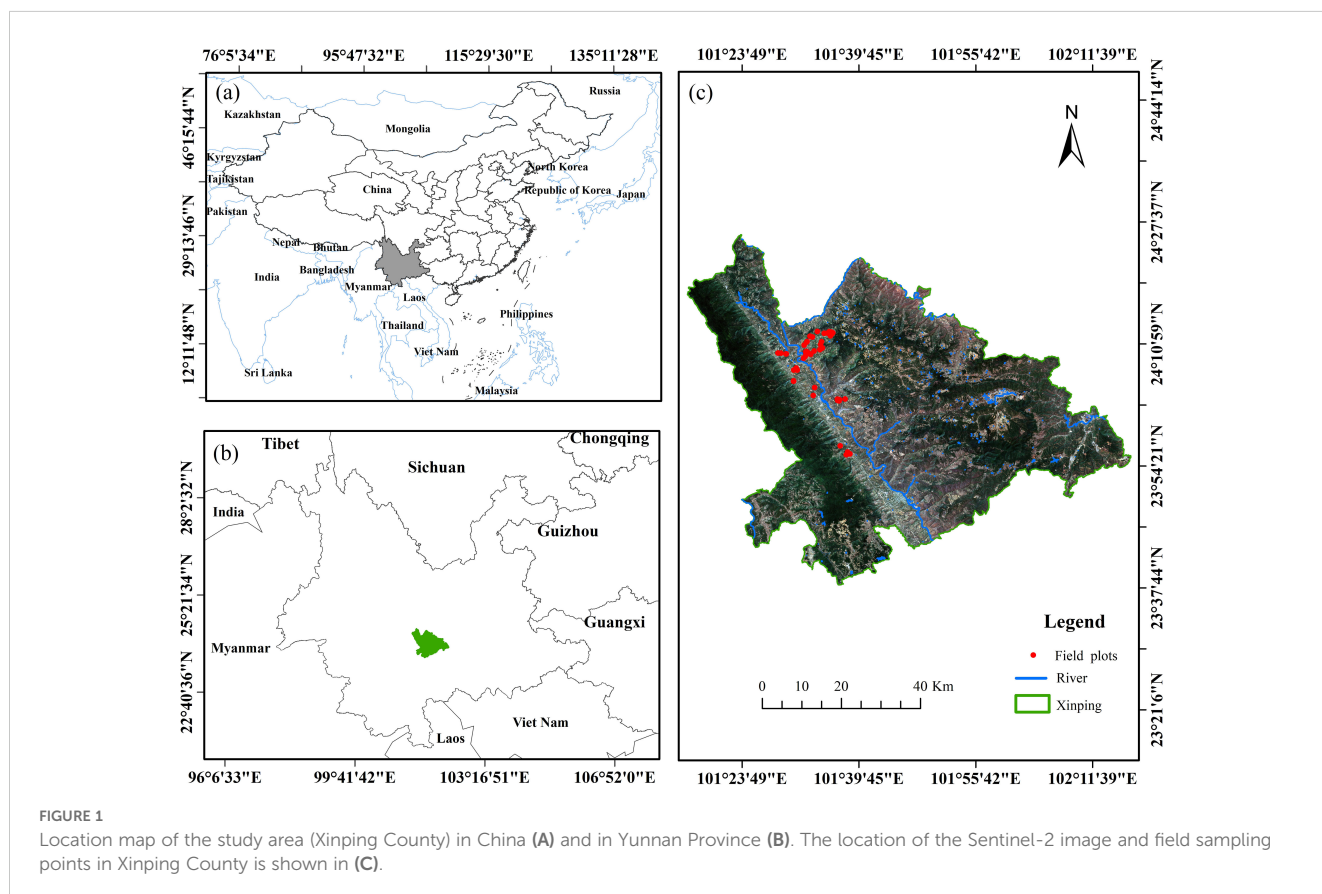 76°5'34"E 95°47'32"E 115°29'30"E 135°11'28"E
(a)
Russia
Kazakhstan
Mongolia
Kyrgyzstan
Tajikistan
North Korea
China
Republic of Korea
Japan
Pakistan
Nepal
Bhutan
India
Bangladesh
Myanmar
Laos
Thailand
Philippines
Viet Nam
Sri Lanka
Malaysia
46°15'44"N
29°13'46"N
12°11'48"N
(b)
Tibet
Chongqing
Sichuan
India
Guizhou
Guangxi
Myanmar
Viet Nam
Laos
28°2'32"N
25°21'34"N
22°40'36"N
96°6'33"E 99°41'42"E 103°16'51"E 106°52'0"E
101°23'49"E 101°39'45"E 101°55'42"E 102°11'39"E
(c)
N
24°44'14"N
24°27'37"N
24°10'59"N
23°54'21"N
23°37'44"N
23°21'6"N
Legend
Field plots
River
Xinping
0 10 20 40 Km
101°23'49"E 101°39'45"E 101°55'42"E 102°11'39"E
FIGURE 1
Location map of the study area (Xinping County) in China (A) and in Yunnan Province (B). The location of the Sentinel-2 image and field sampling
points in Xinping County is shown in (C).